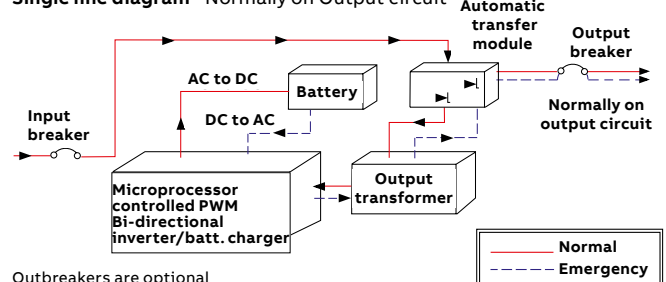 Single line diagram - Normally on Output circuit
Automatic
transfer
module
Output
breaker
AC to DC
Battery
DC to AC
Input
breaker
Normally on
output circuit
Microprocessor
controlled PWM
Bi-directional
inverter/batt. charger
Output
transformer
Normal
Emergency
Outbreakers are optional